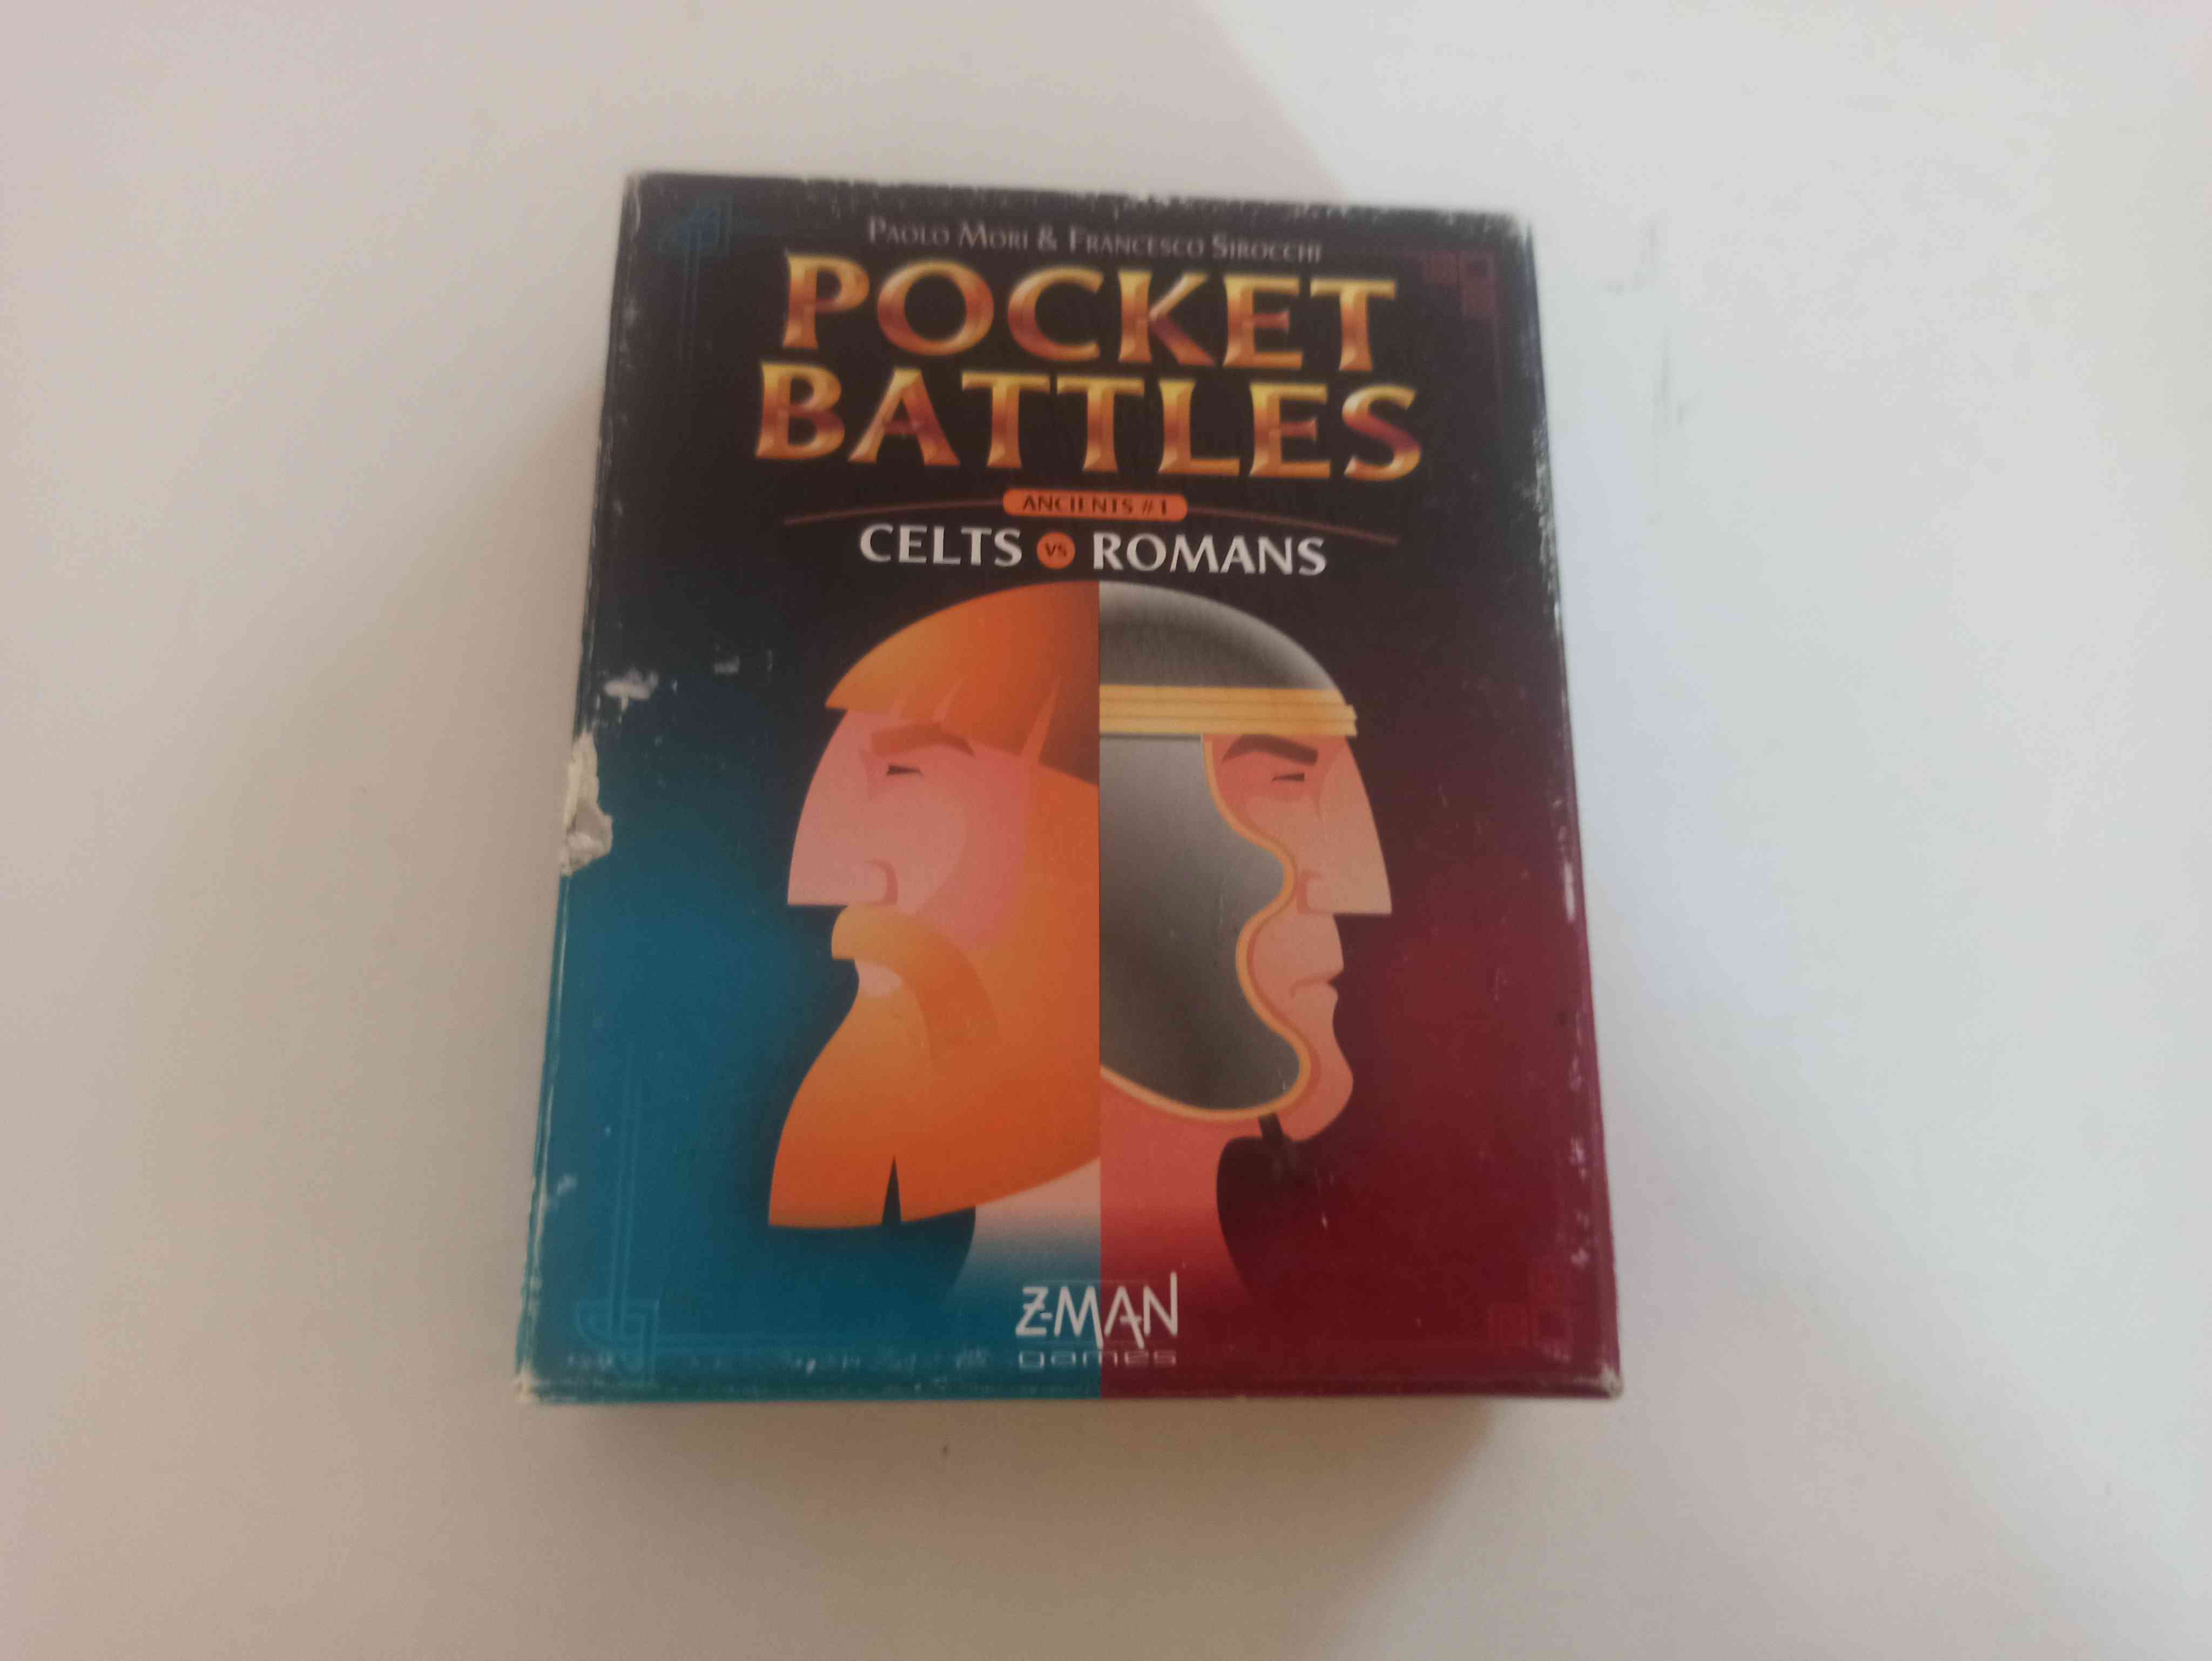 PAOLO MORI & FRANCESCO SIROCCHI
POCKET
BATTLES
ANCIENTS #1
CELTS VS ROMANS
Z-MAN
games